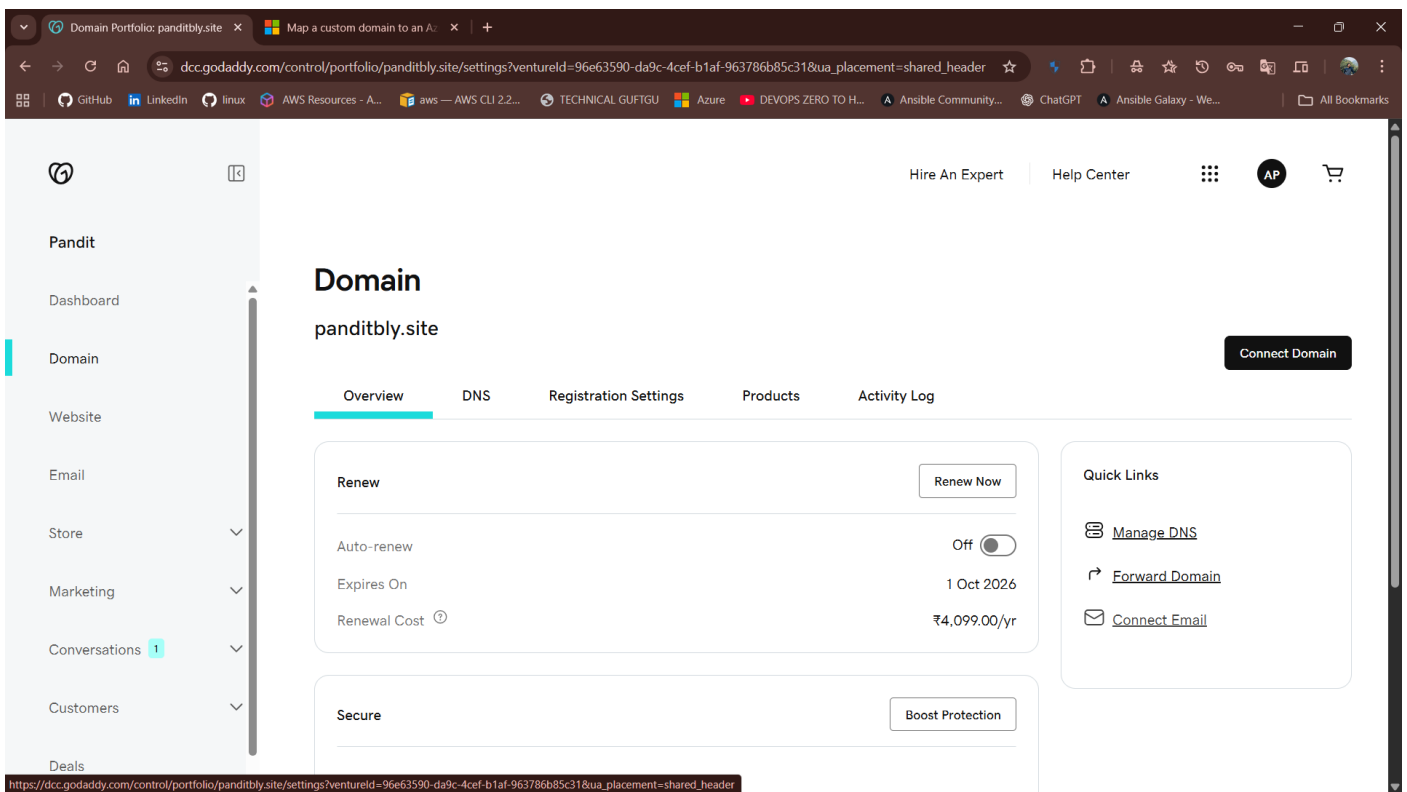 Domain Portfolio: panditbly.site
Map a custom domain to an Az
dcc.godaddy.com/control/portfolio/panditbly.site/settings?ventureId=96e63590-da9c-4cef-b1af-963786b85c31&ua_placement=shared_header
GitHub LinkedIn linux AWS Resources - A... aws — AWS CLI 2.2... TECHNICAL GUFTGU Azure DEVOPS ZERO TO H... Ansible Community... ChatGPT Ansible Galaxy - We... All Bookmarks
Hire An Expert Help Center AP
Pandit
Dashboard
Domain
Website
Email
Store
Marketing
Conversations 1
Customers
Deals
Domain
panditbly.site
Connect Domain
Overview DNS Registration Settings Products Activity Log
Renew Renew Now
Auto-renew Off
Expires On 1 Oct 2026
Renewal Cost ? ₹4,099.00/yr
Secure Boost Protection
Quick Links
Manage DNS
Forward Domain
Connect Email
https://dcc.godaddy.com/control/portfolio/panditbly.site/settings?ventureId=96e63590-da9c-4cef-b1af-963786b85c31&ua_placement=shared_header